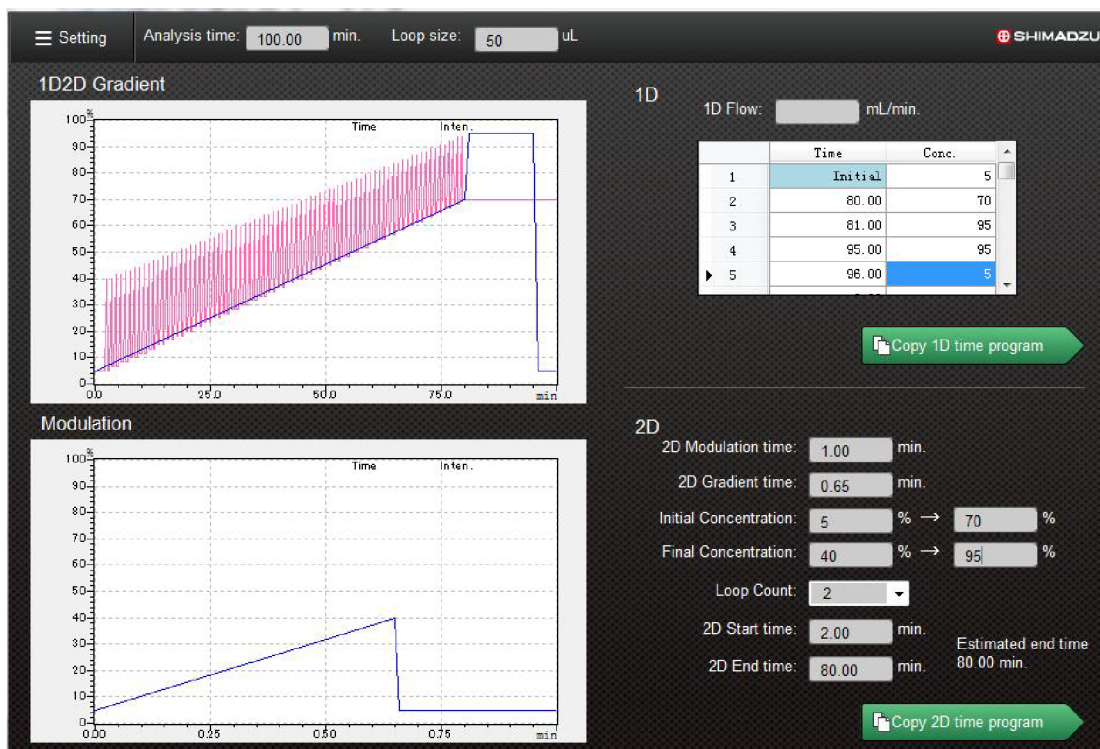 Setting Analysis time: 100.00 min. Loop size: 50 uL SHIMADZU
1D2D Gradient
%
Time Inten.
100
90
80
70
60
50
40
30
20
10
0
0.0 25.0 50.0 75.0 min
Modulation
%
Time Inten.
100
90
80
70
60
50
40
30
20
10
0
0.00 0.25 0.50 0.75 min
1D
1D Flow: mL/min.
Time Conc.
1 Initial 5
2 80.00 70
3 81.00 95
4 95.00 95
5 96.00 5
Copy 1D time program
2D
2D Modulation time: 1.00 min.
2D Gradient time: 0.65 min.
Initial Concentration: 5 % → 70 %
Final Concentration: 40 % → 95 %
Loop Count: 2
2D Start time: 2.00 min.
Estimated end time
2D End time: 80.00 min.
80.00 min.
Copy 2D time program